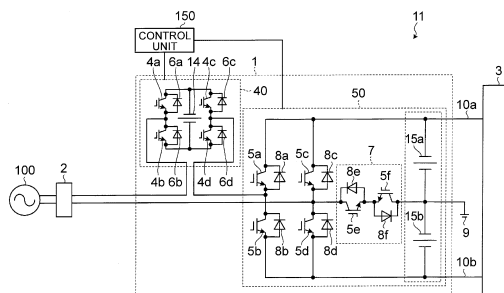 150
11
CONTROL UNIT
4a 6a 14 4c 6c
1
3
40
50
10a
4b 6b 4d 6d
7
15a
100
2
5a 8a 5c 8c
8e 5f
15b
5e 8f
9
5b 8b 5d 8d
10b